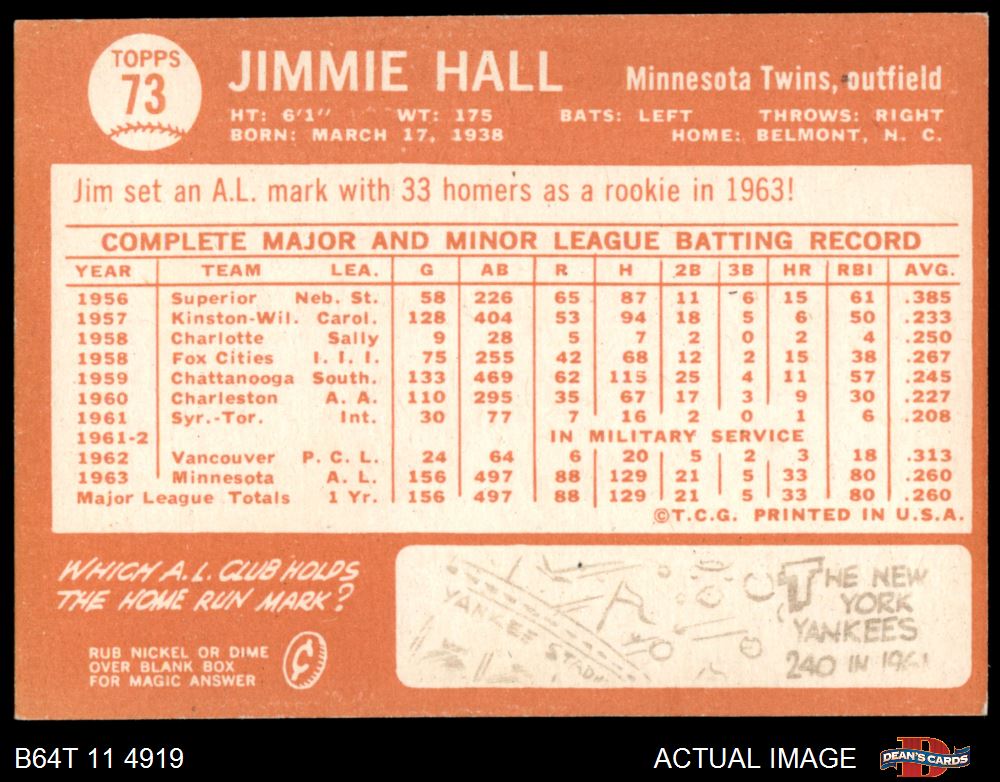 TOPPS
73
JIMMIE HALL
Minnesota Twins, outfield
HT: 6'1" WT: 175 BATS: LEFT THROWS: RIGHT
BORN: MARCH 17, 1938 HOME: BELMONT, N. C.
Jim set an A.L. mark with 33 homers as a rookie in 1963!
COMPLETE MAJOR AND MINOR LEAGUE BATTING RECORD
YEAR TEAM LEA. G AB R H 2B 3B HR RBI AVG.
1956 Superior Neb. St. 58 226 65 87 11 6 15 61 .385
1957 Kinston-Wil. Carol. 128 404 53 94 18 5 6 50 .233
1958 Charlotte Sally 9 28 5 7 2 0 2 4 .250
1958 Fox Cities I. I. I. 75 255 42 68 12 2 15 38 .267
1959 Chattanooga South. 133 469 62 115 25 4 11 57 .245
1960 Charleston A. A. 110 295 35 67 17 3 9 30 .227
1961 Syr.-Tor. Int. 30 77 7 16 2 0 1 6 .208
1961-2 IN MILITARY SERVICE
1962 Vancouver P. C. L. 24 64 6 20 5 2 3 18 .313
1963 Minnesota A. L. 156 497 88 129 21 5 33 80 .260
Major League Totals 1 Yr. 156 497 88 129 21 5 33 80 .260
©T.C.G. PRINTED IN U.S.A.
WHICH A.L. CLUB HOLDS
THE HOME RUN MARK?
RUB NICKEL OR DIME
OVER BLANK BOX
FOR MAGIC ANSWER
YANKEE STADIUM
THE NEW
YORK
YANKEES
240 IN 1961
B64T 11 4919
ACTUAL IMAGE
DEAN'S CARDS